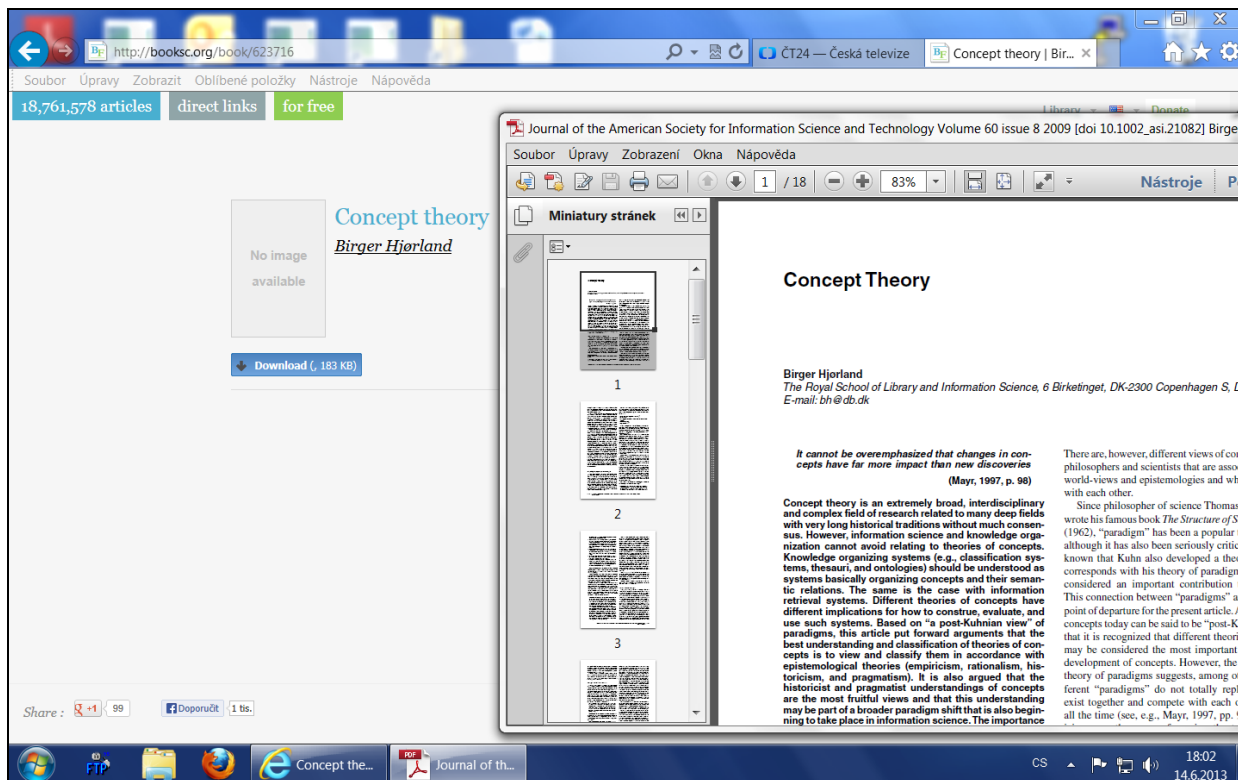 http://booksc.org/book/623716
ČT24 — Česká televize
Concept theory | Bir...
Soubor Úpravy Zobrazit Oblíbené položky Nástroje Nápověda
18,761,578 articles direct links for free
Library Donate
No image
available
Concept theory
Birger Hjørland
Download (, 183 KB)
Share : +1 99 Doporučit 1 tis.
Journal of the American Society for Information Science and Technology Volume 60 issue 8 2009 [doi 10.1002_asi.21082] Birge
Soubor Úpravy Zobrazení Okna Nápověda
1 / 18 83% Nástroje P
Miniatury stránek
1
2
3
Concept Theory
Birger Hjørland
The Royal School of Library and Information Science, 6 Birketinget, DK-2300 Copenhagen S, D
E-mail: bh@db.dk
It cannot be overemphasized that changes in con-
cepts have far more impact than new discoveries
(Mayr, 1997, p. 98)
Concept theory is an extremely broad, interdisciplinary
and complex field of research related to many deep fields
with very long historical traditions without much consen-
sus. However, information science and knowledge orga-
nization cannot avoid relating to theories of concepts.
Knowledge organizing systems (e.g., classification sys-
tems, thesauri, and ontologies) should be understood as
systems basically organizing concepts and their seman-
tic relations. The same is the case with information
retrieval systems. Different theories of concepts have
different implications for how to construe, evaluate, and
use such systems. Based on “a post-Kuhnian view” of
paradigms, this article put forward arguments that the
best understanding and classification of theories of con-
cepts is to view and classify them in accordance with
epistemological theories (empiricism, rationalism, his-
toricism, and pragmatism). It is also argued that the
historicist and pragmatist understandings of concepts
are the most fruitful views and that this understanding
may be part of a broader paradigm shift that is also begin-
ning to take place in information science. The importance
There are, however, different views of con
philosophers and scientists that are asso
world-views and epistemologies and wh
with each other.
Since philosopher of science Thomas
wrote his famous book The Structure of S
(1962), “paradigm” has been a popular
although it has also been seriously critic
known that Kuhn also developed a the
corresponds with his theory of paradigm
considered an important contribution
This connection between “paradigms” a
point of departure for the present article. A
concepts today can be said to be “post-K
that it is recognized that different theori
may be considered the most important
development of concepts. However, the
theory of paradigms suggests, among o
ferent “paradigms” do not totally repl
exist together and compete with each o
all the time (see, e.g., Mayr, 1997, pp.
FTP Concept the... Journal of th... CS 18:02
14.6.2013